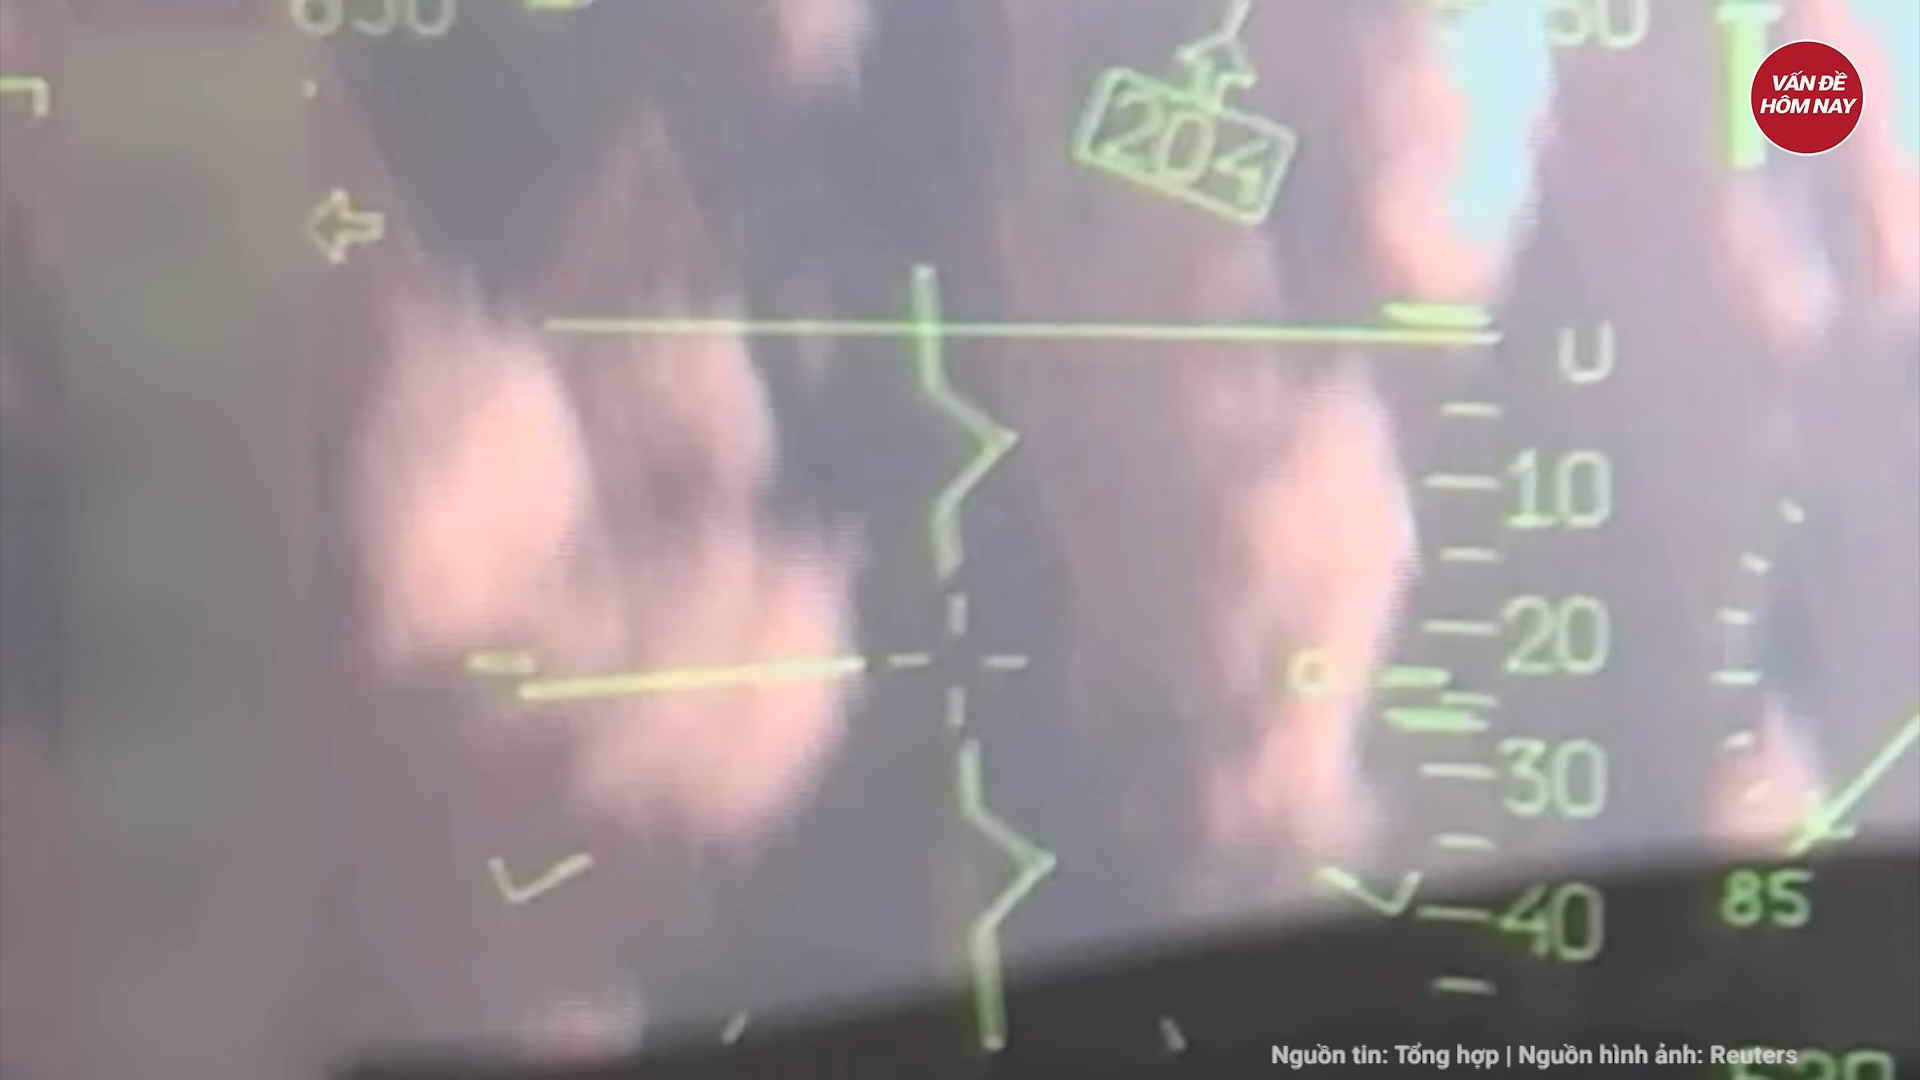 204
VẤN ĐỀ
HÔM NAY
10
20
30
40
85
Nguồn tin: Tổng hợp | Nguồn hình ảnh: Reuters